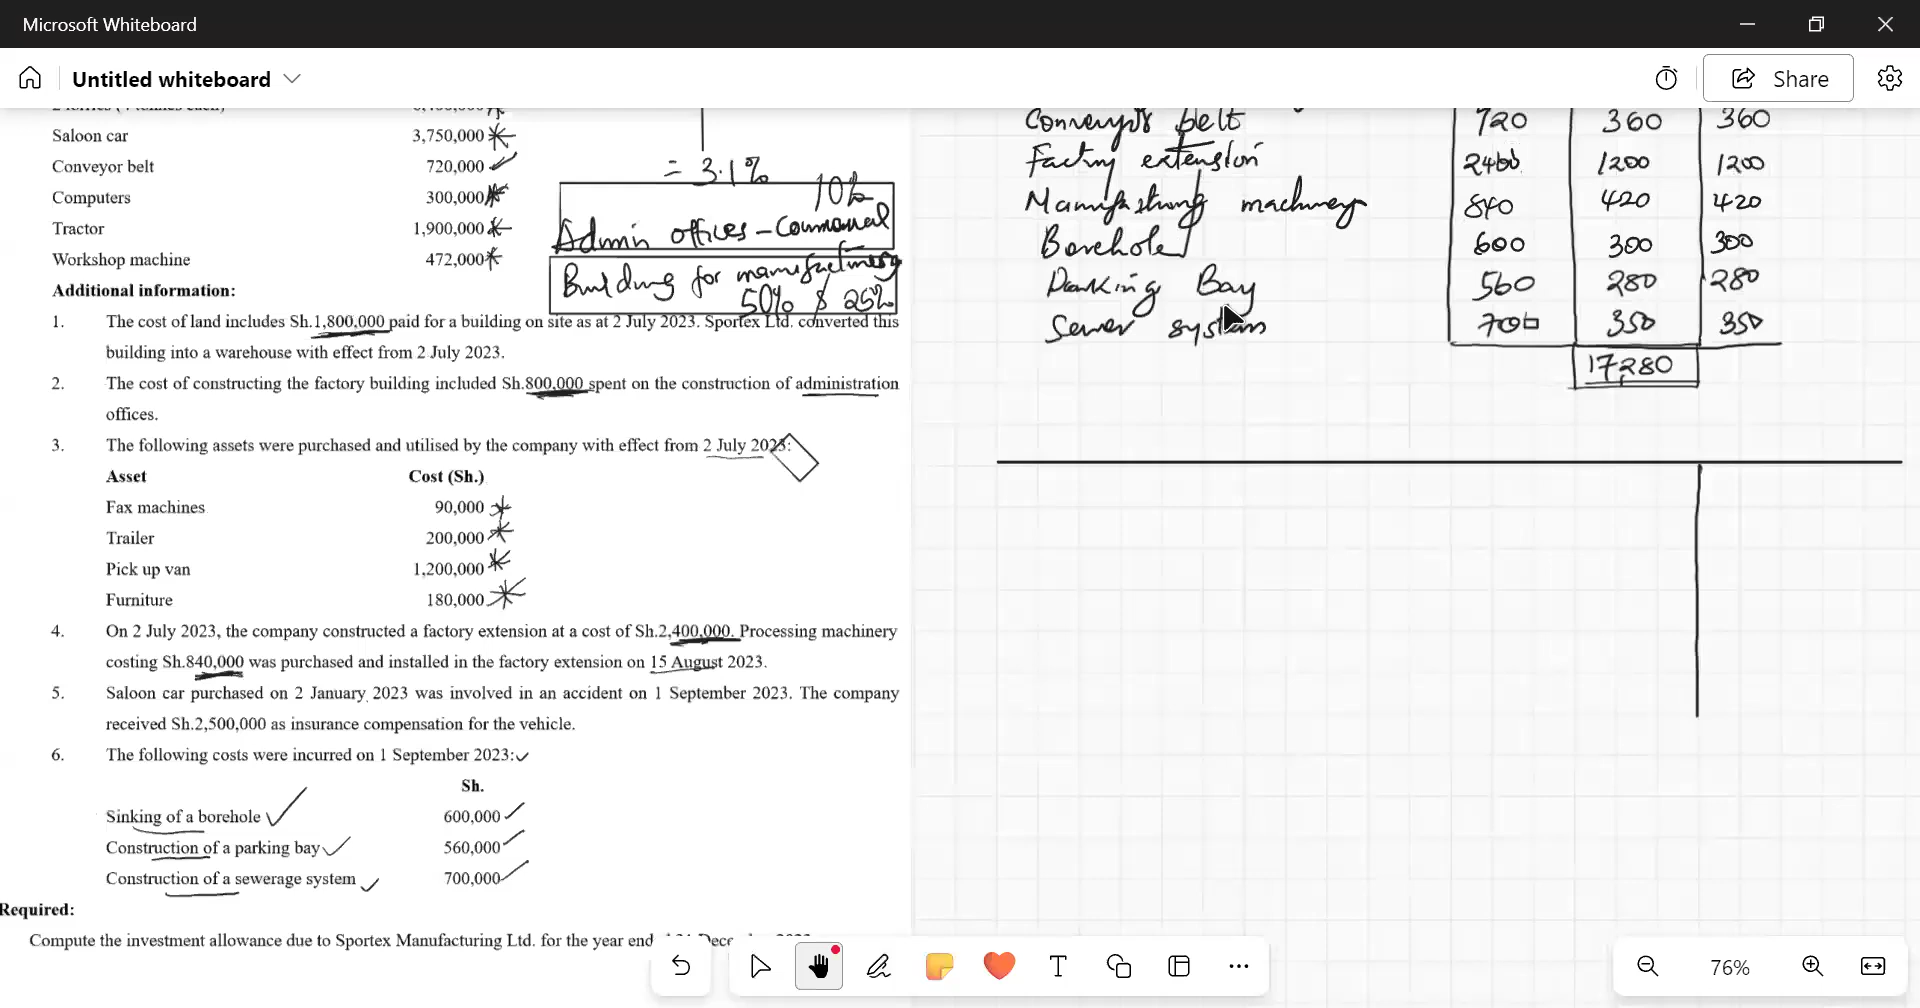 Microsoft Whiteboard
Untitled whiteboard
Share
Saloon car 3,750,000
Conveyor belt 720,000
Computers 300,000
Tractor 1,900,000
Workshop machine 472,000
= 3.1%
10%
Admin offices - Commercial
Building for manufacturing
50% & 25%
Additional information:
1. The cost of land includes Sh.1,800,000 paid for a building on site as at 2 July 2023. Sportex Ltd. converted this
building into a warehouse with effect from 2 July 2023.
2. The cost of constructing the factory building included Sh.800,000 spent on the construction of administration
offices.
3. The following assets were purchased and utilised by the company with effect from 2 July 2023:
Asset Cost (Sh.)
Fax machines 90,000
Trailer 200,000
Pick up van 1,200,000
Furniture 180,000
4. On 2 July 2023, the company constructed a factory extension at a cost of Sh.2,400,000. Processing machinery
costing Sh.840,000 was purchased and installed in the factory extension on 15 August 2023.
5. Saloon car purchased on 2 January 2023 was involved in an accident on 1 September 2023. The company
received Sh.2,500,000 as insurance compensation for the vehicle.
6. The following costs were incurred on 1 September 2023:
Sh.
Sinking of a borehole 600,000
Construction of a parking bay 560,000
Construction of a sewerage system 700,000
Required:
Compute the investment allowance due to Sportex Manufacturing Ltd. for the year
Conveyor belt 720 360 360
Factory extension 2400 1200 1200
Manufacturing machinery 840 420 420
Borehole 600 300 300
Parking Bay 560 280 280
Sewer system 700 350 350
17,280
76%